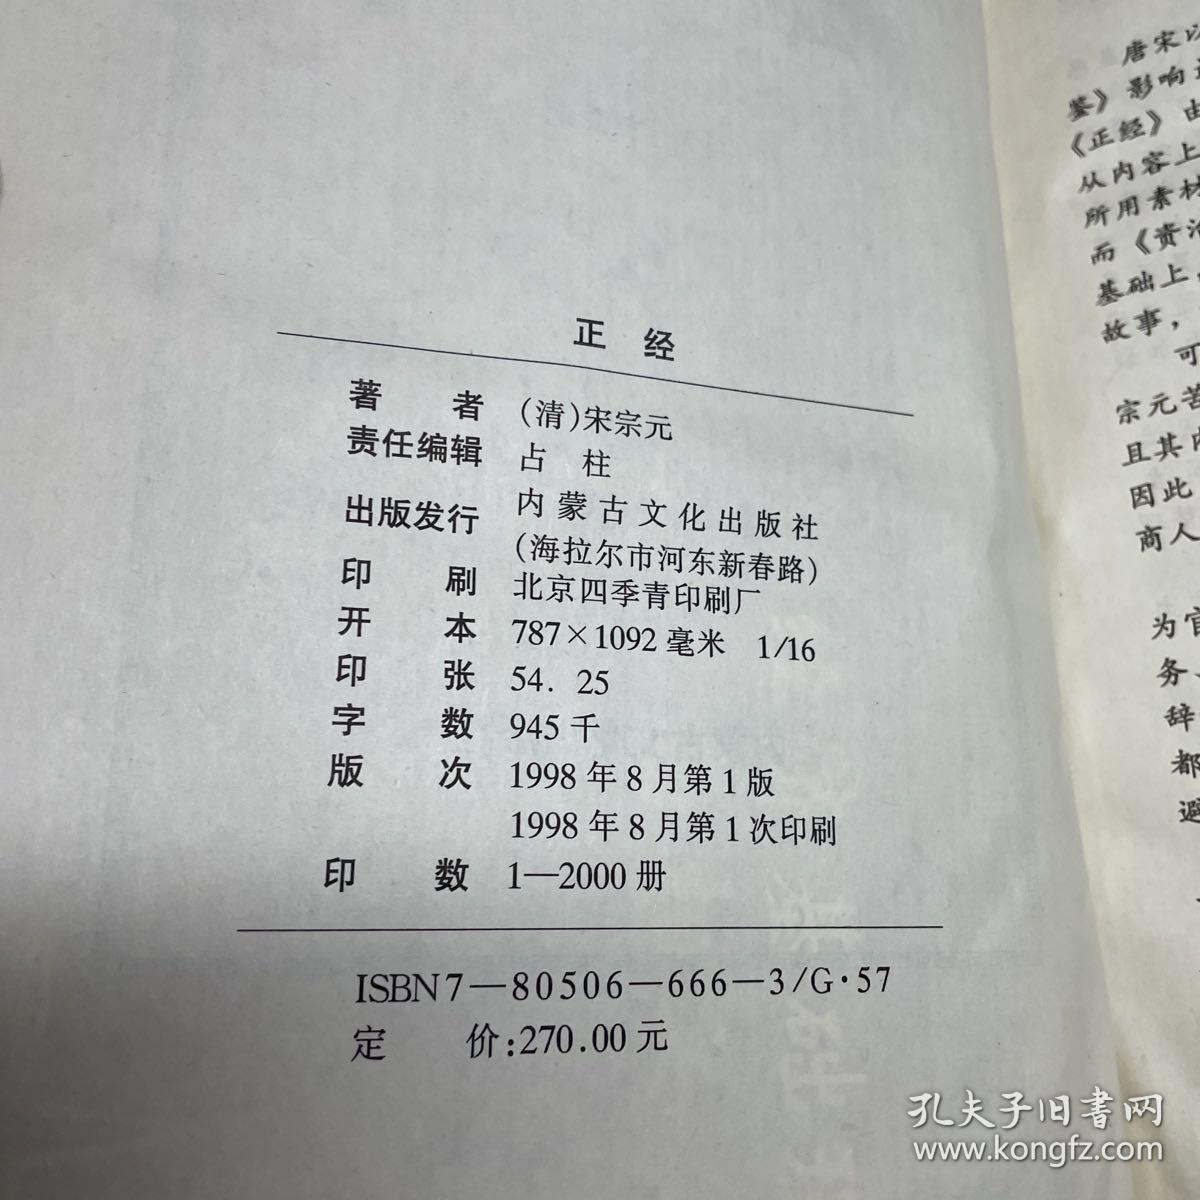 正 经
著 者 (清)宋宗元
责任编辑 占 柱
出版发行 内蒙古文化出版社
(海拉尔市河东新春路)
印 刷 北京四季青印刷厂
开 本 787×1092毫米 1/16
印 张 54.25
字 数 945千
版 次 1998年8月第1版
1998年8月第1次印刷
印 数 1—2000册
ISBN7—80506—666—3/G·57
定 价:270.00元
唐宋以
鉴》影响
《正经》由
从内容上
所用素材
而《资治
基础上
故事,
可
宗元苦
且其内
因此
商人
为官
务、
辞
都
避
孔夫子旧书网
www.kongfz.com